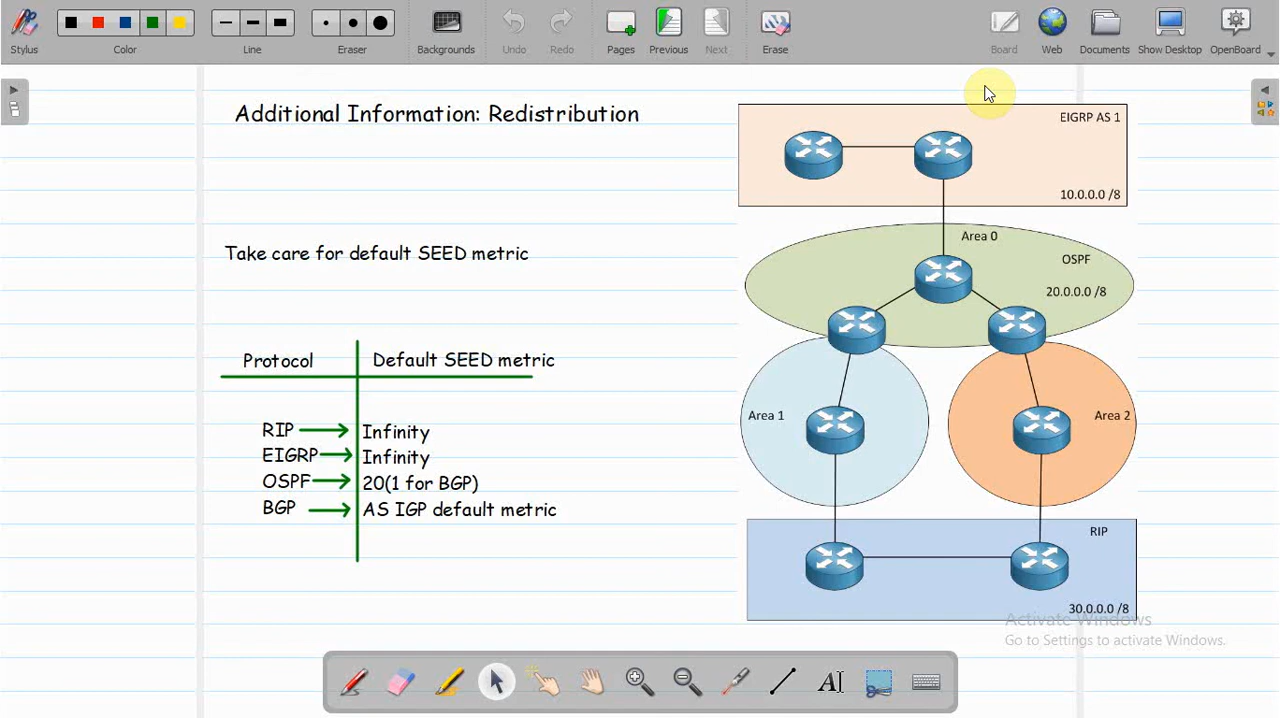 Stylus
Color
Line
Eraser
Backgrounds
Undo
Redo
Pages
Previous
Next
Erase
Board
Web
Documents
Show Desktop
OpenBoard
Additional Information: Redistribution
Take care for default SEED metric
Protocol Default SEED metric
RIP Infinity
EIGRP Infinity
OSPF 20(1 for BGP)
BGP AS IGP default metric
EIGRP AS 1
10.0.0.0 /8
Area 0
OSPF
20.0.0.0 /8
Area 1
Area 2
RIP
30.0.0.0 /8
Activate Windows
Go to Settings to activate Windows.
AI